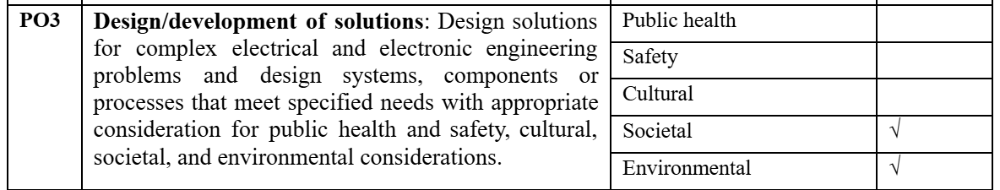 PO3
Design/development of solutions: Design solutions
for complex electrical and electronic engineering
problems and design systems, components or
processes that meet specified needs with appropriate
consideration for public health and safety, cultural,
societal, and environmental considerations.
Public health
Safety
Cultural
Societal √
Environmental √